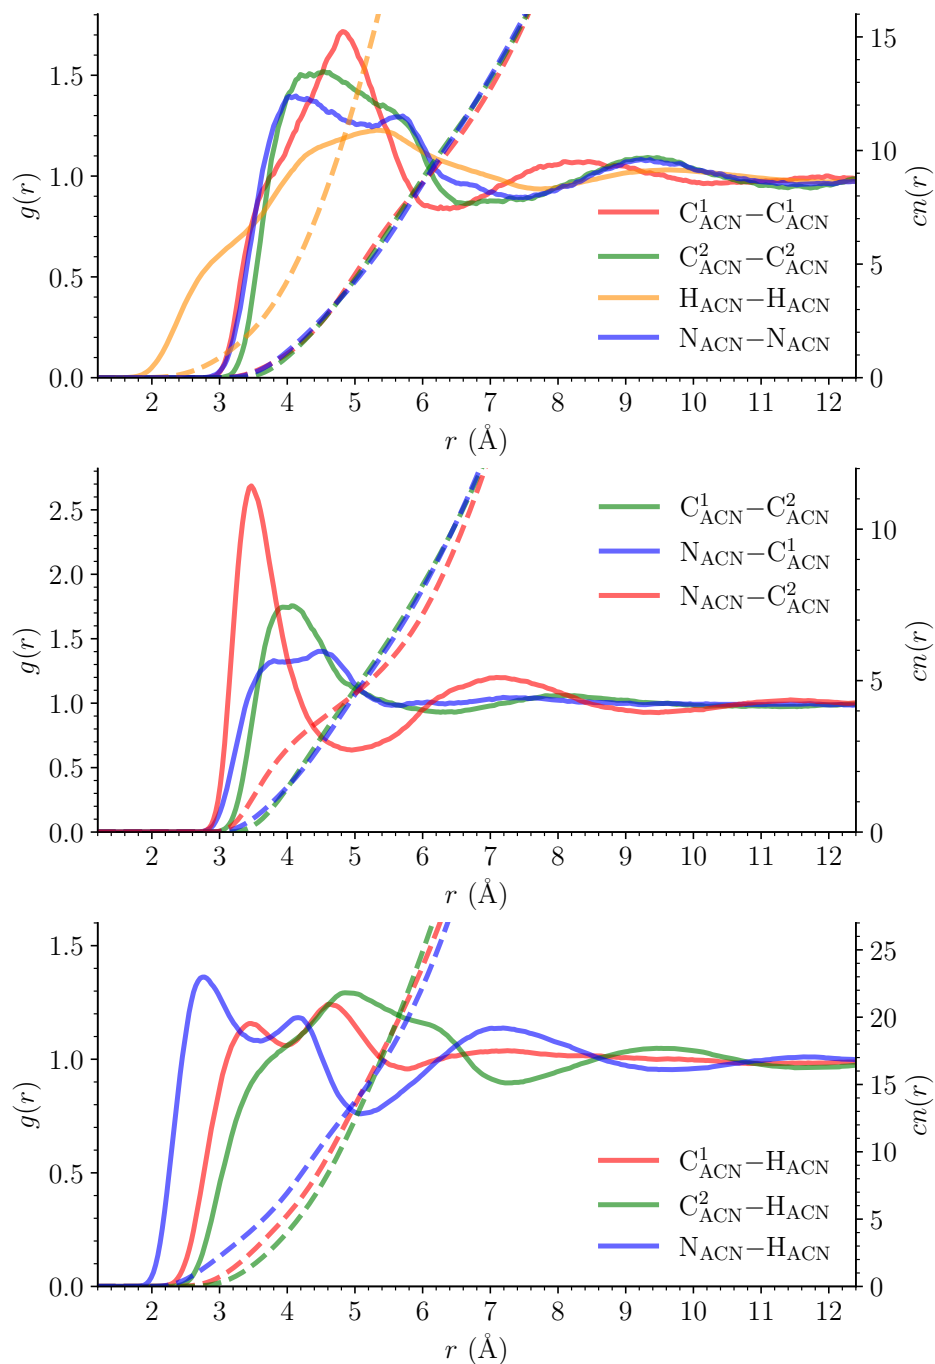 1.5
1.0
0.5
0.0
g(r)
15
10
5
0
cn(r)
C¹ACN−C¹ACN
C²ACN−C²ACN
HACN−HACN
NACN−NACN
2 3 4 5 6 7 8 9 10 11 12
r (Å)
2.5
2.0
1.5
1.0
0.5
0.0
g(r)
10
5
0
cn(r)
C¹ACN−C²ACN
NACN−C¹ACN
NACN−C²ACN
2 3 4 5 6 7 8 9 10 11 12
r (Å)
1.5
1.0
0.5
0.0
g(r)
25
20
15
10
5
0
cn(r)
C¹ACN−HACN
C²ACN−HACN
NACN−HACN
2 3 4 5 6 7 8 9 10 11 12
r (Å)